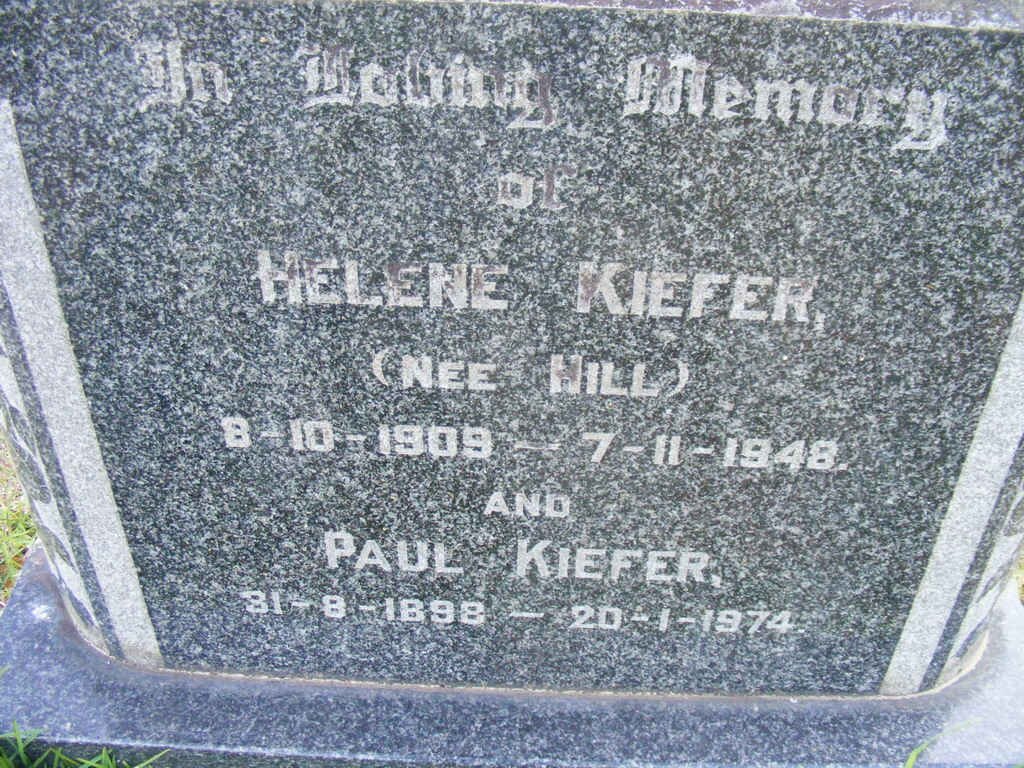 In Loving Memory
of
HELENE KIEFER,
(NEE HILL)
8-10-1909 — 7-11-1948.
AND
PAUL KIEFER,
31-8-1898 — 20-1-1974.